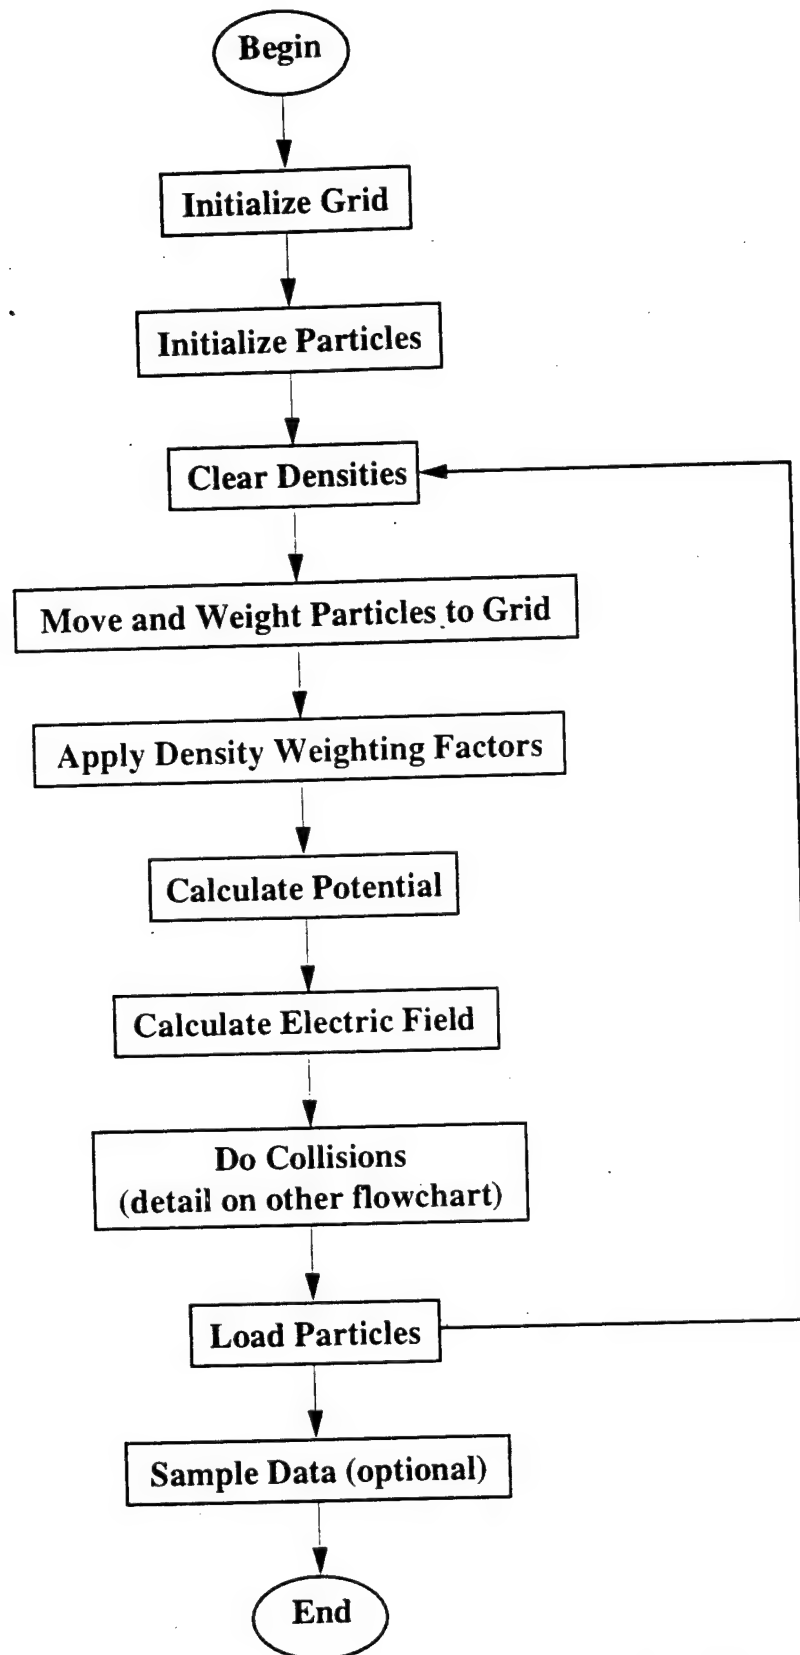 Begin
Initialize Grid
Initialize Particles
Clear Densities
Move and Weight Particles to Grid
Apply Density Weighting Factors
Calculate Potential
Calculate Electric Field
Do Collisions
(detail on other flowchart)
Load Particles
Sample Data (optional)
End